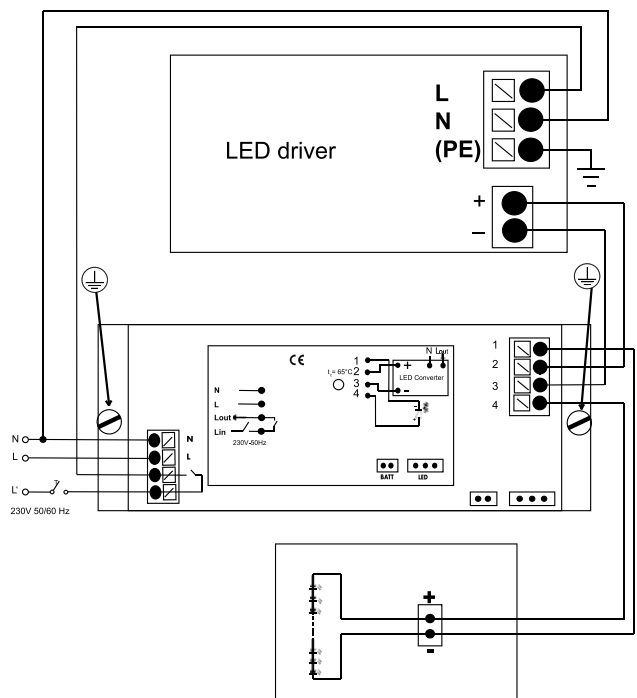 L
N
(PE)
LED driver
+
–
1
2
3
4
CE
t = 65°C
1
2
3
4
N Lout
+
LED Converter
-
N
L
Lout
Lin
230V-50Hz
BATT
LED
N
L
L'
230V 50/60 Hz
N
L
+
-